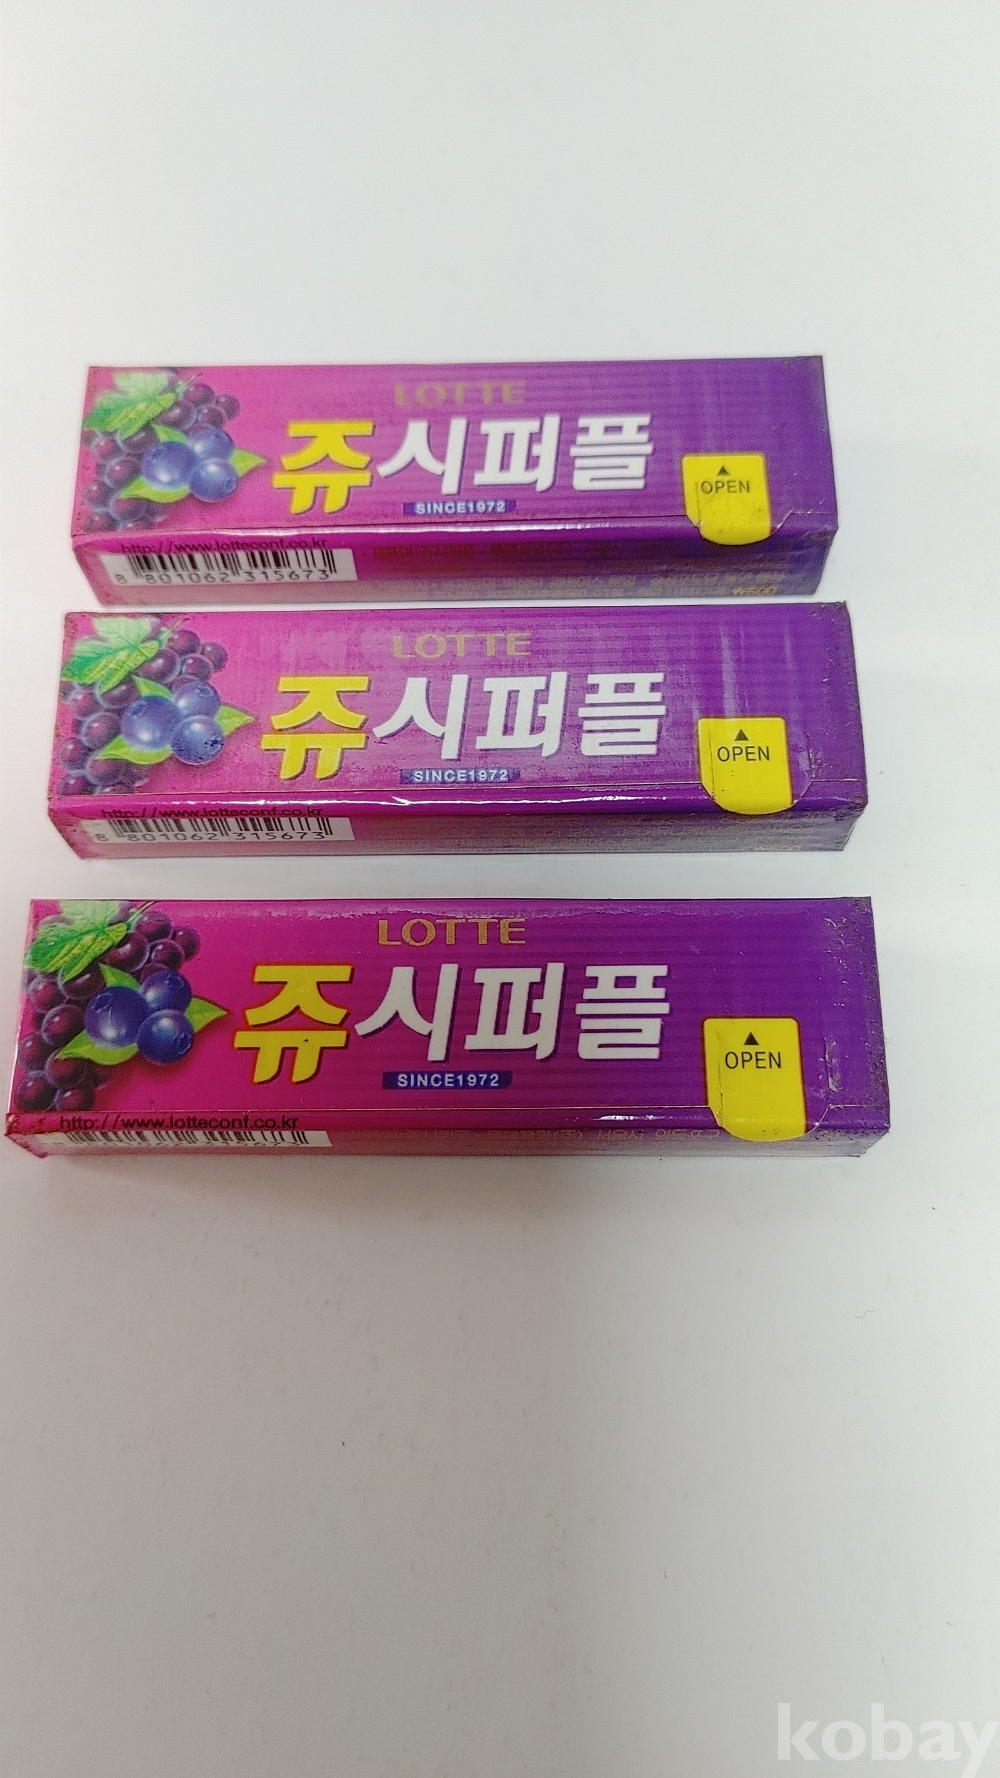 LOTTE
쥬시퍼플
SINCE1972
▲
OPEN
http://www.lotteconf.co.kr
8 801062 315673
₩500
LOTTE
쥬시퍼플
SINCE1972
▲
OPEN
http://www.lotteconf.co.kr
8 801062 315673
LOTTE
쥬시퍼플
SINCE1972
▲
OPEN
http://www.lotteconf.co.kr
kobay